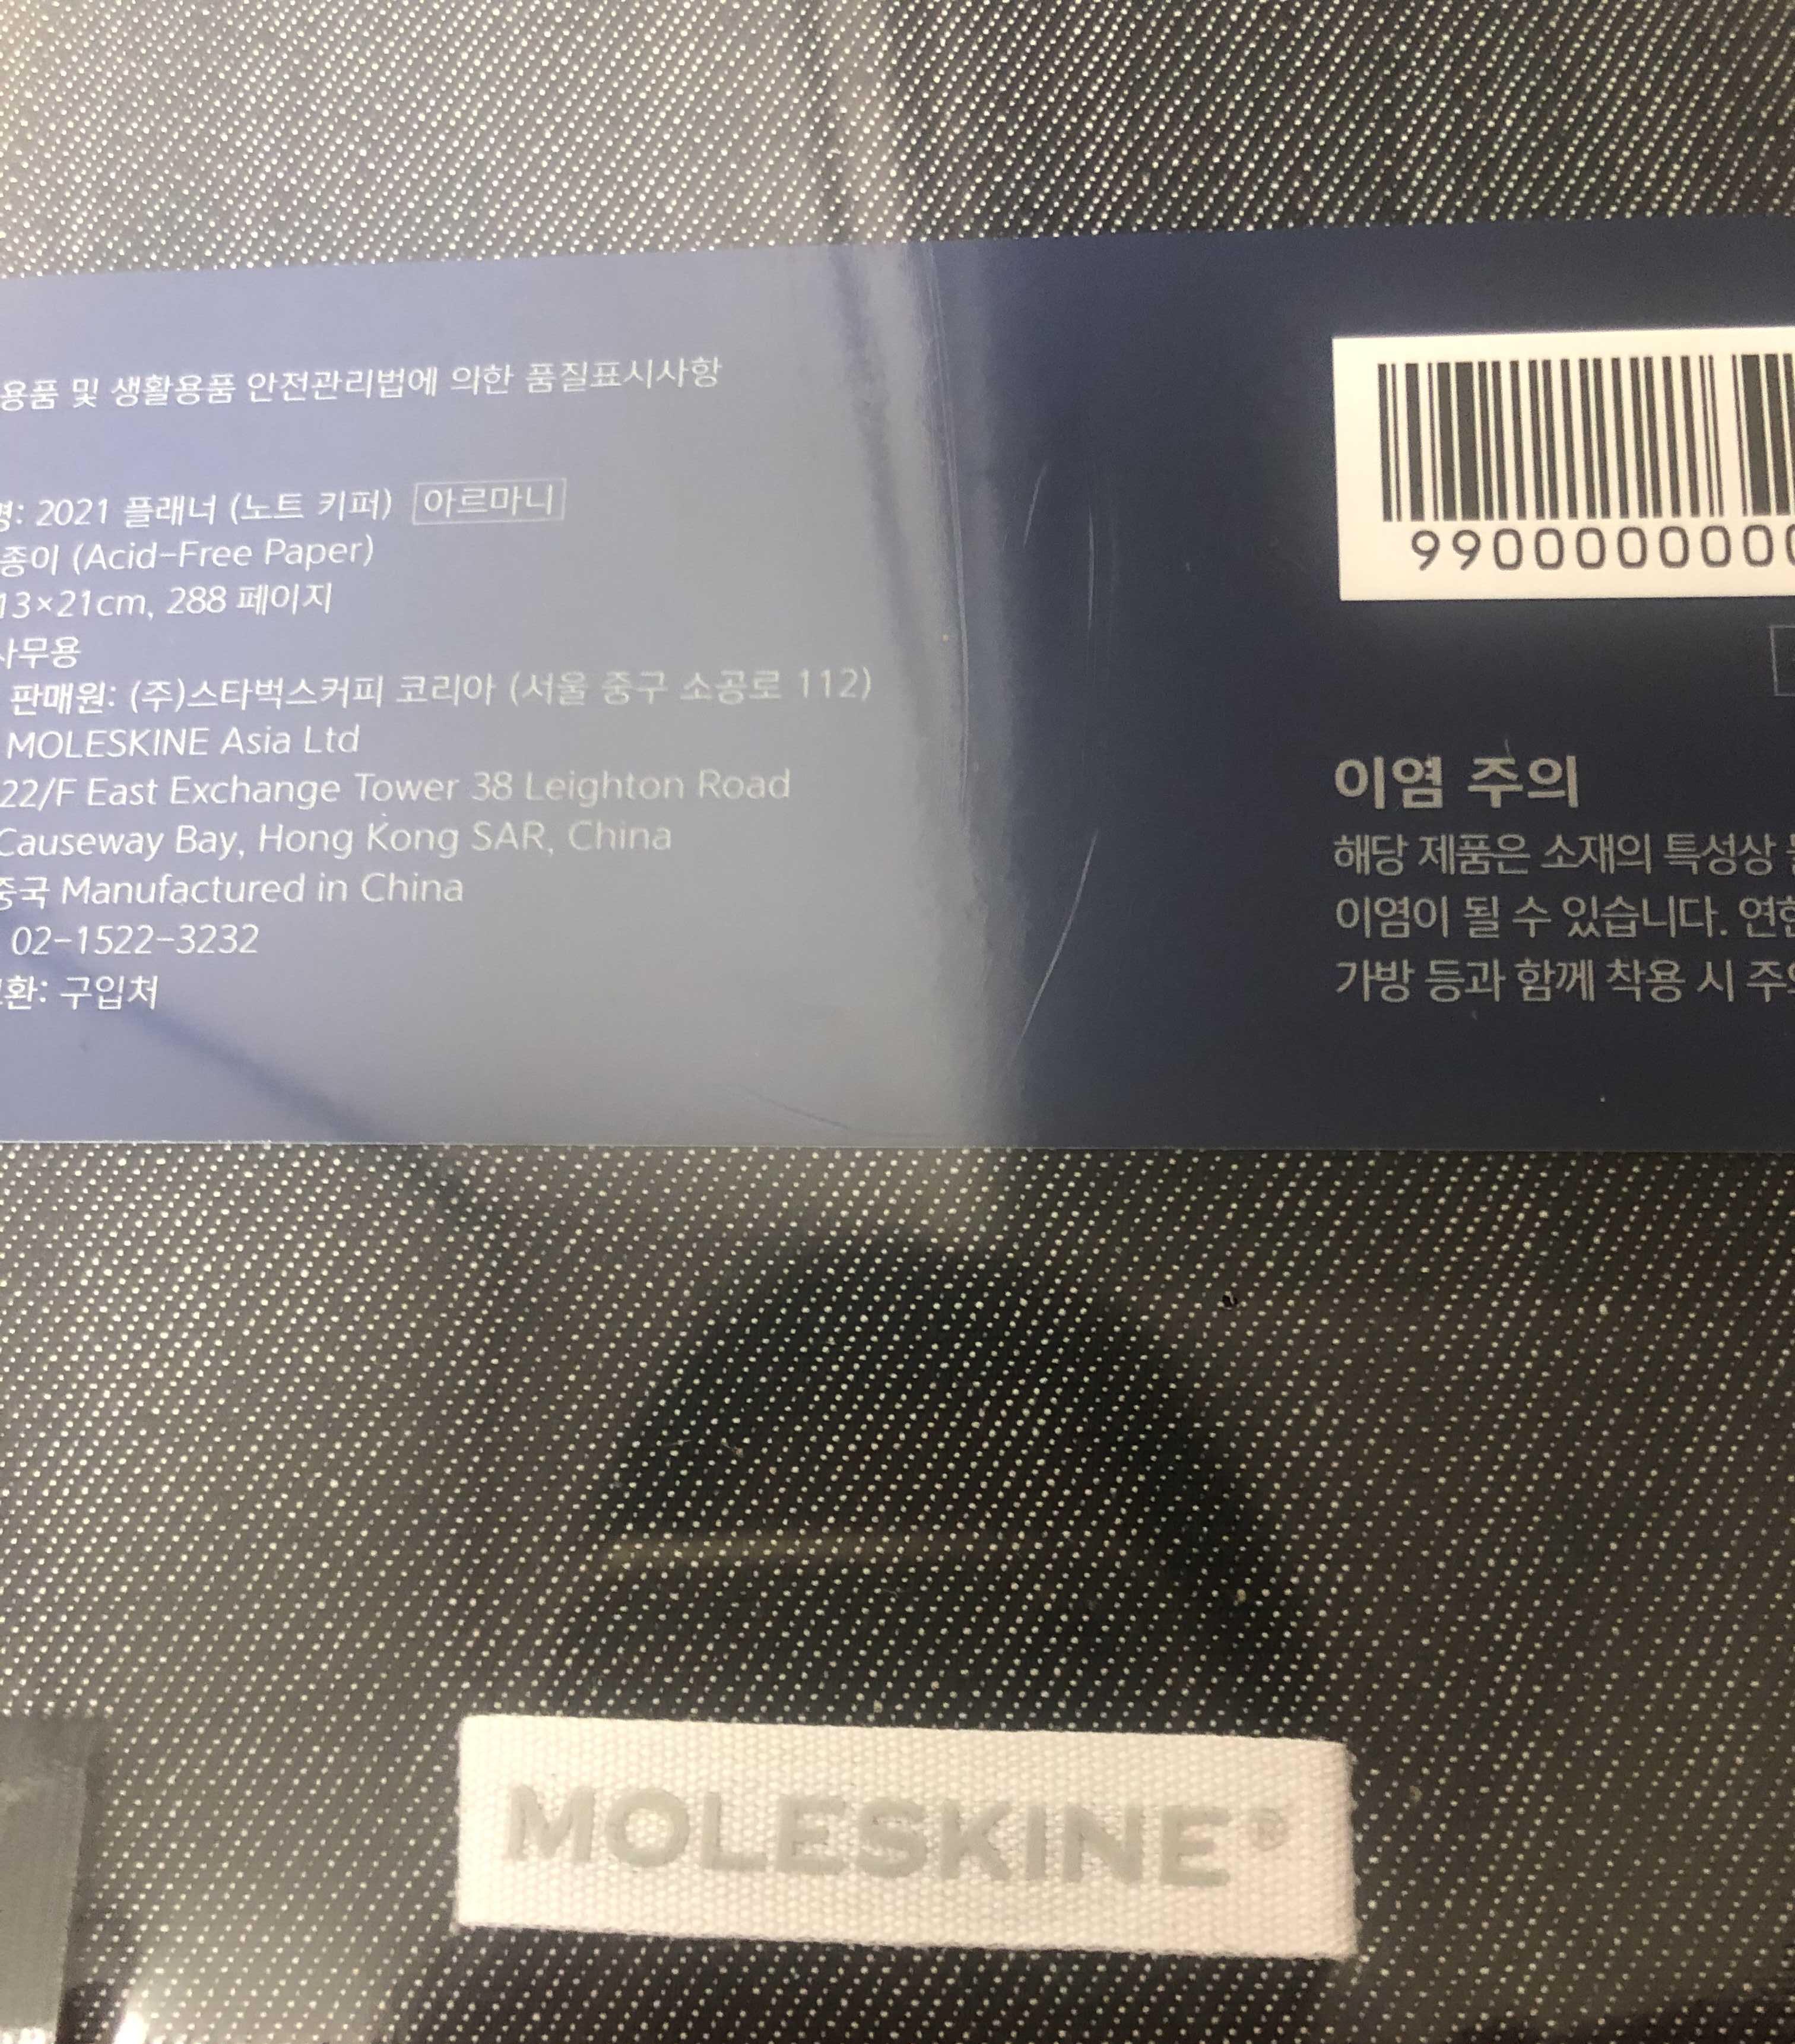 용품 및 생활용품 안전관리법에 의한 품질표시사항
명: 2021 플래너 (노트 키퍼) 아르마니
종이 (Acid-Free Paper)
13×21cm, 288 페이지
사무용
판매원: (주)스타벅스커피 코리아 (서울 중구 소공로 112)
MOLESKINE Asia Ltd
22/F East Exchange Tower 38 Leighton Road
Causeway Bay, Hong Kong SAR, China
중국 Manufactured in China
02-1522-3232
환: 구입처
9900000000
이염 주의
해당 제품은 소재의 특성상
이염이 될 수 있습니다.
가방 등과 함께 착용 시
MOLESKINE®